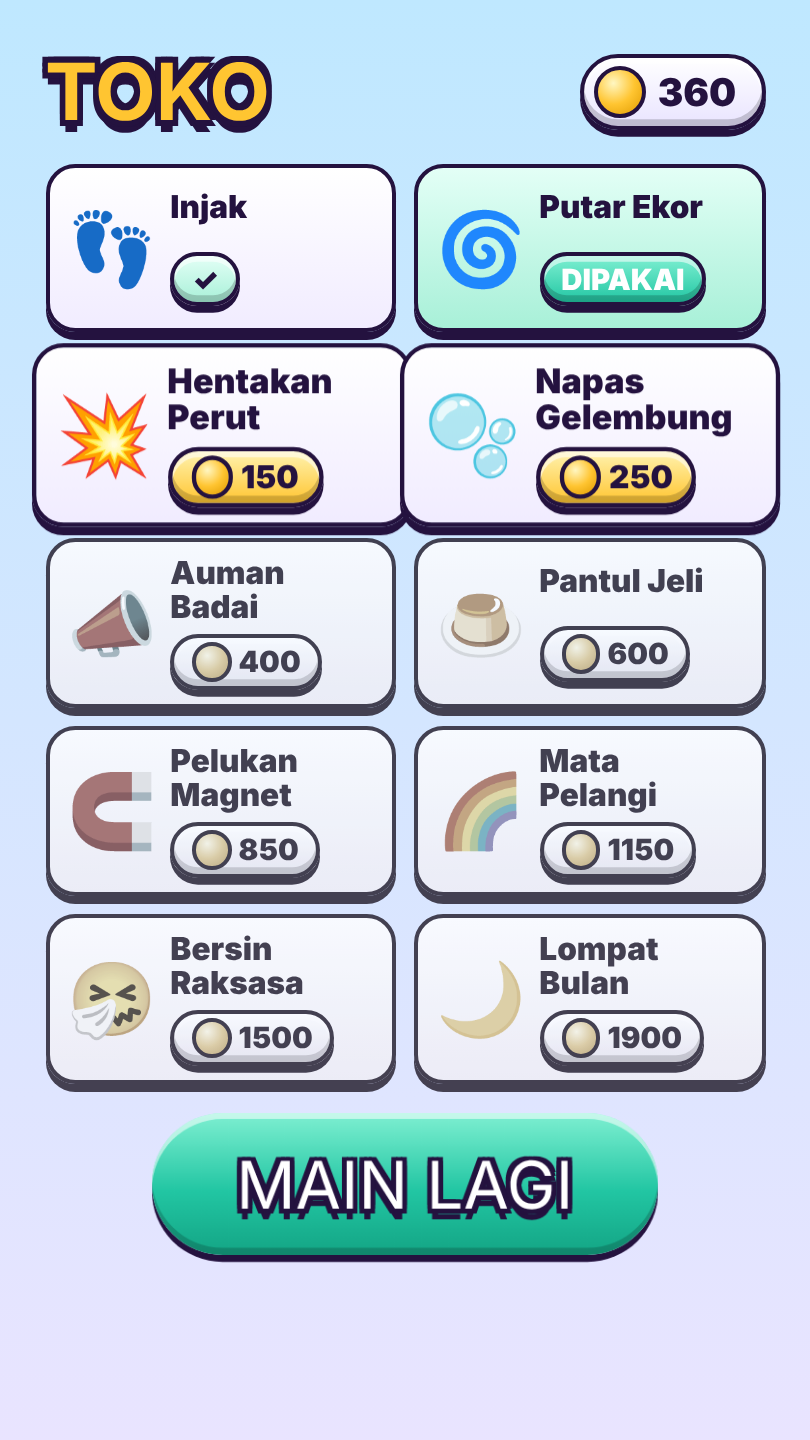 TOKO
360
Injak
✓
Putar Ekor
DIPAKAI
Hentakan
Perut
150
Napas
Gelembung
250
Auman
Badai
400
Pantul Jeli
600
Pelukan
Magnet
850
Mata
Pelangi
1150
Bersin
Raksasa
1500
Lompat
Bulan
1900
MAIN LAGI